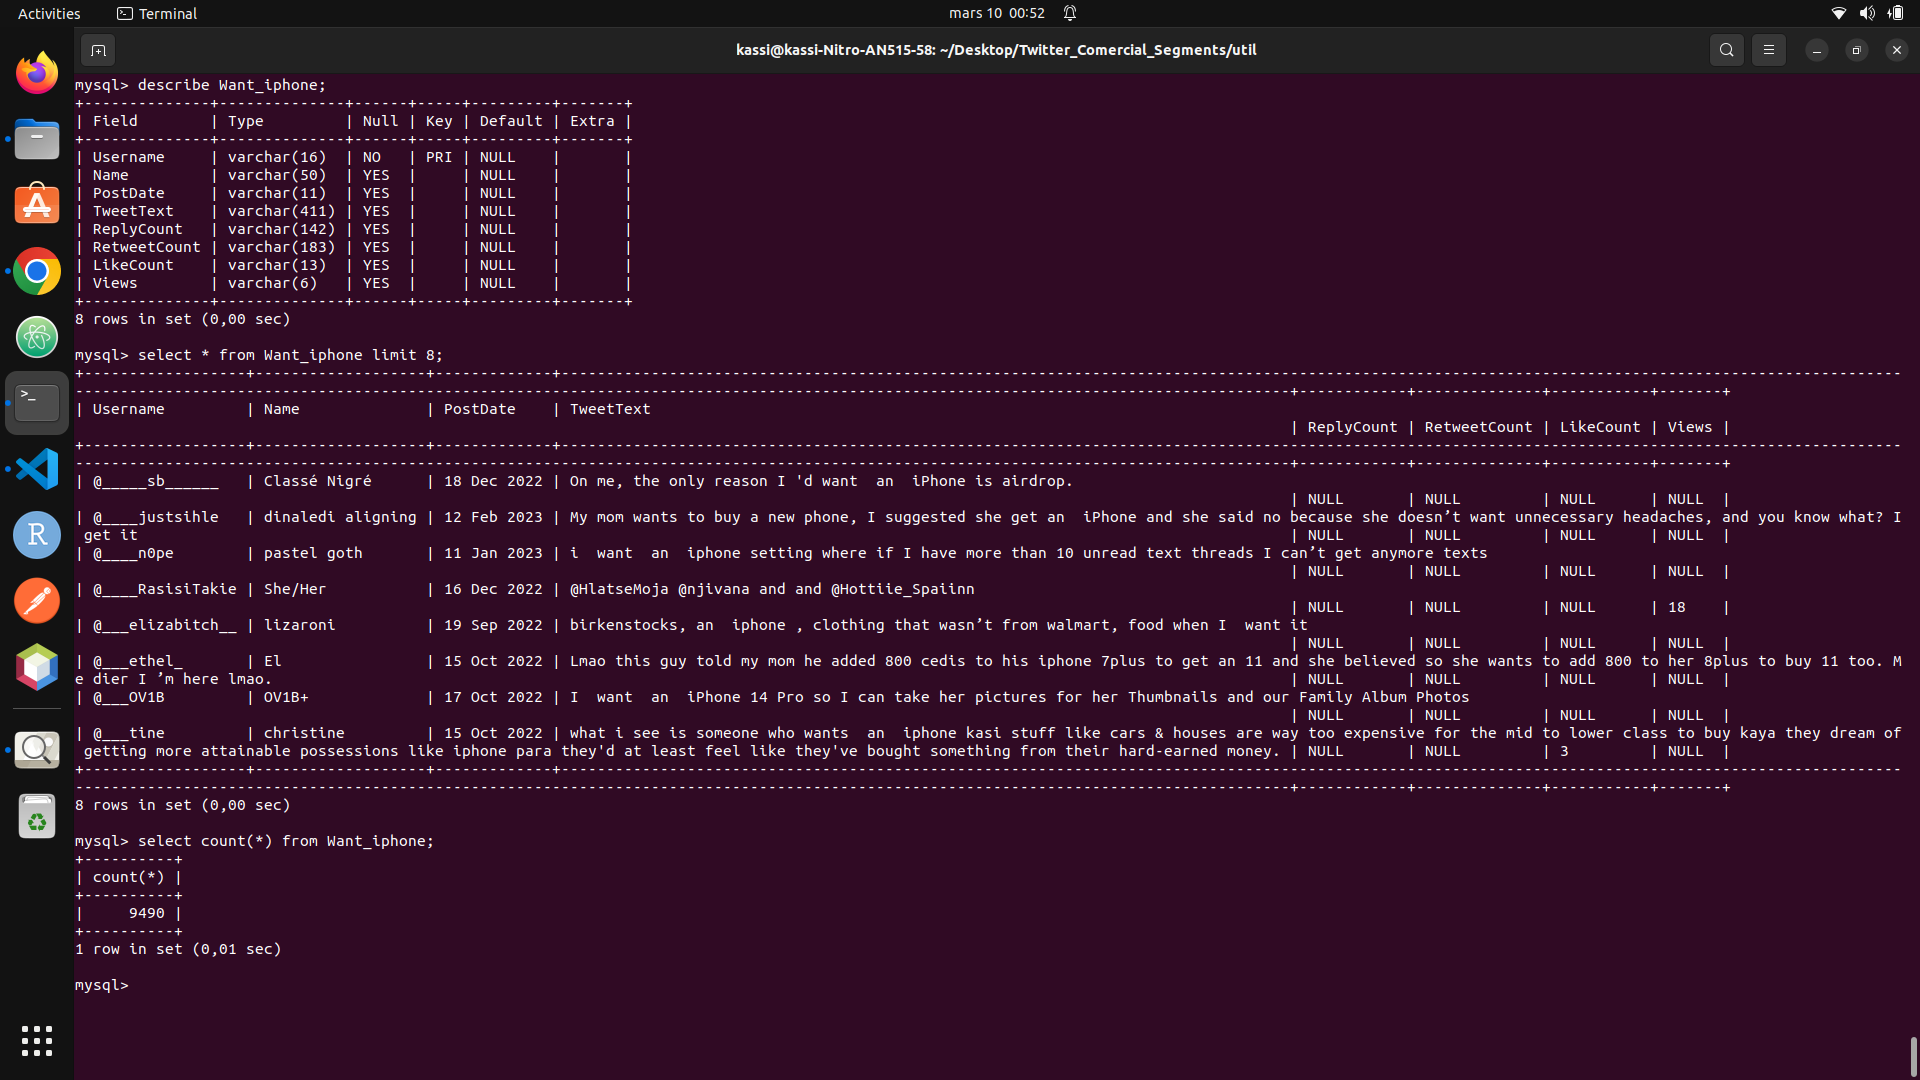 Activities
Terminal
mars 10 00:52
kassi@kassi-Nitro-AN515-58: ~/Desktop/Twitter_Comercial_Segments/util
mysql> describe Want_iphone;
+--------------+--------------+------+-----+---------+-------+
| Field        | Type         | Null | Key | Default | Extra |
+--------------+--------------+------+-----+---------+-------+
| Username     | varchar(16)  | NO   | PRI | NULL    |       |
| Name         | varchar(50)  | YES  |     | NULL    |       |
| PostDate     | varchar(11)  | YES  |     | NULL    |       |
| TweetText    | varchar(411) | YES  |     | NULL    |       |
| ReplyCount   | varchar(142) | YES  |     | NULL    |       |
| RetweetCount | varchar(183) | YES  |     | NULL    |       |
| LikeCount    | varchar(13)  | YES  |     | NULL    |       |
| Views        | varchar(6)   | YES  |     | NULL    |       |
+--------------+--------------+------+-----+---------+-------+
8 rows in set (0,00 sec)
mysql> select * from Want_iphone limit 8;
| Username         | Name              | PostDate    | TweetText
| ReplyCount | RetweetCount | LikeCount | Views |
| @_____sb______   | Classé Nigré      | 18 Dec 2022 | On me, the only reason I 'd want  an  iPhone is airdrop.
| NULL       | NULL         | NULL      | NULL  |
| @____justsihle   | dinaledi aligning | 12 Feb 2023 | My mom wants to buy a new phone, I suggested she get an  iPhone and she said no because she doesn’t want unnecessary headaches, and you know what? I
get it | NULL       | NULL         | NULL      | NULL  |
| @____n0pe        | pastel goth       | 11 Jan 2023 | i  want  an  iphone setting where if I have more than 10 unread text threads I can’t get anymore texts
| NULL       | NULL         | NULL      | NULL  |
| @____RasisiTakie | She/Her           | 16 Dec 2022 | @HlatseMoja @njivana and and @Hottiie_Spaiinn
| NULL       | NULL         | NULL      | 18    |
| @___elizabitch__ | lizaroni          | 19 Sep 2022 | birkenstocks, an  iphone , clothing that wasn’t from walmart, food when I  want it
| NULL       | NULL         | NULL      | NULL  |
| @___ethel_       | El                | 15 Oct 2022 | Lmao this guy told my mom he added 800 cedis to his iphone 7plus to get an 11 and she believed so she wants to add 800 to her 8plus to buy 11 too. M
e dier I ’m here lmao. | NULL       | NULL         | NULL      | NULL  |
| @___OV1B         | OV1B+             | 17 Oct 2022 | I  want  an  iPhone 14 Pro so I can take her pictures for her Thumbnails and our Family Album Photos
| NULL       | NULL         | NULL      | NULL  |
| @___tine         | christine         | 15 Oct 2022 | what i see is someone who wants  an  iphone kasi stuff like cars & houses are way too expensive for the mid to lower class to buy kaya they dream of
getting more attainable possessions like iphone para they'd at least feel like they've bought something from their hard-earned money. | NULL       | NULL         | 3         | NULL  |
8 rows in set (0,00 sec)
mysql> select count(*) from Want_iphone;
+----------+
| count(*) |
+----------+
|     9490 |
+----------+
1 row in set (0,01 sec)
mysql>